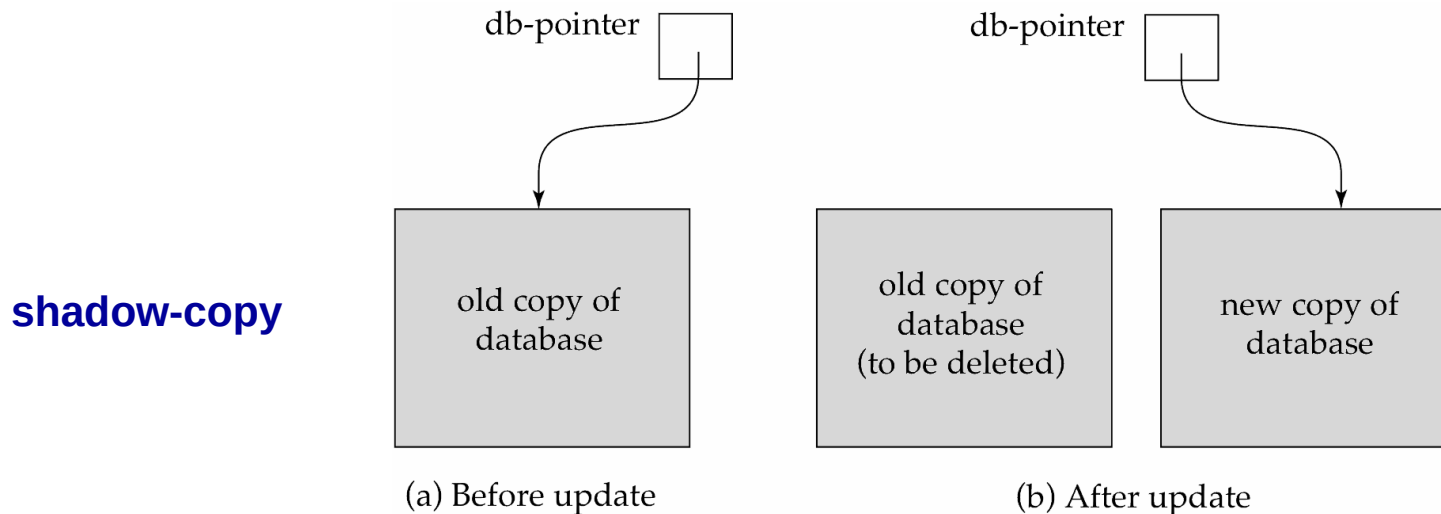 db-pointer
db-pointer
shadow-copy
old copy of
database
old copy of
database
(to be deleted)
new copy of
database
(a) Before update
(b) After update